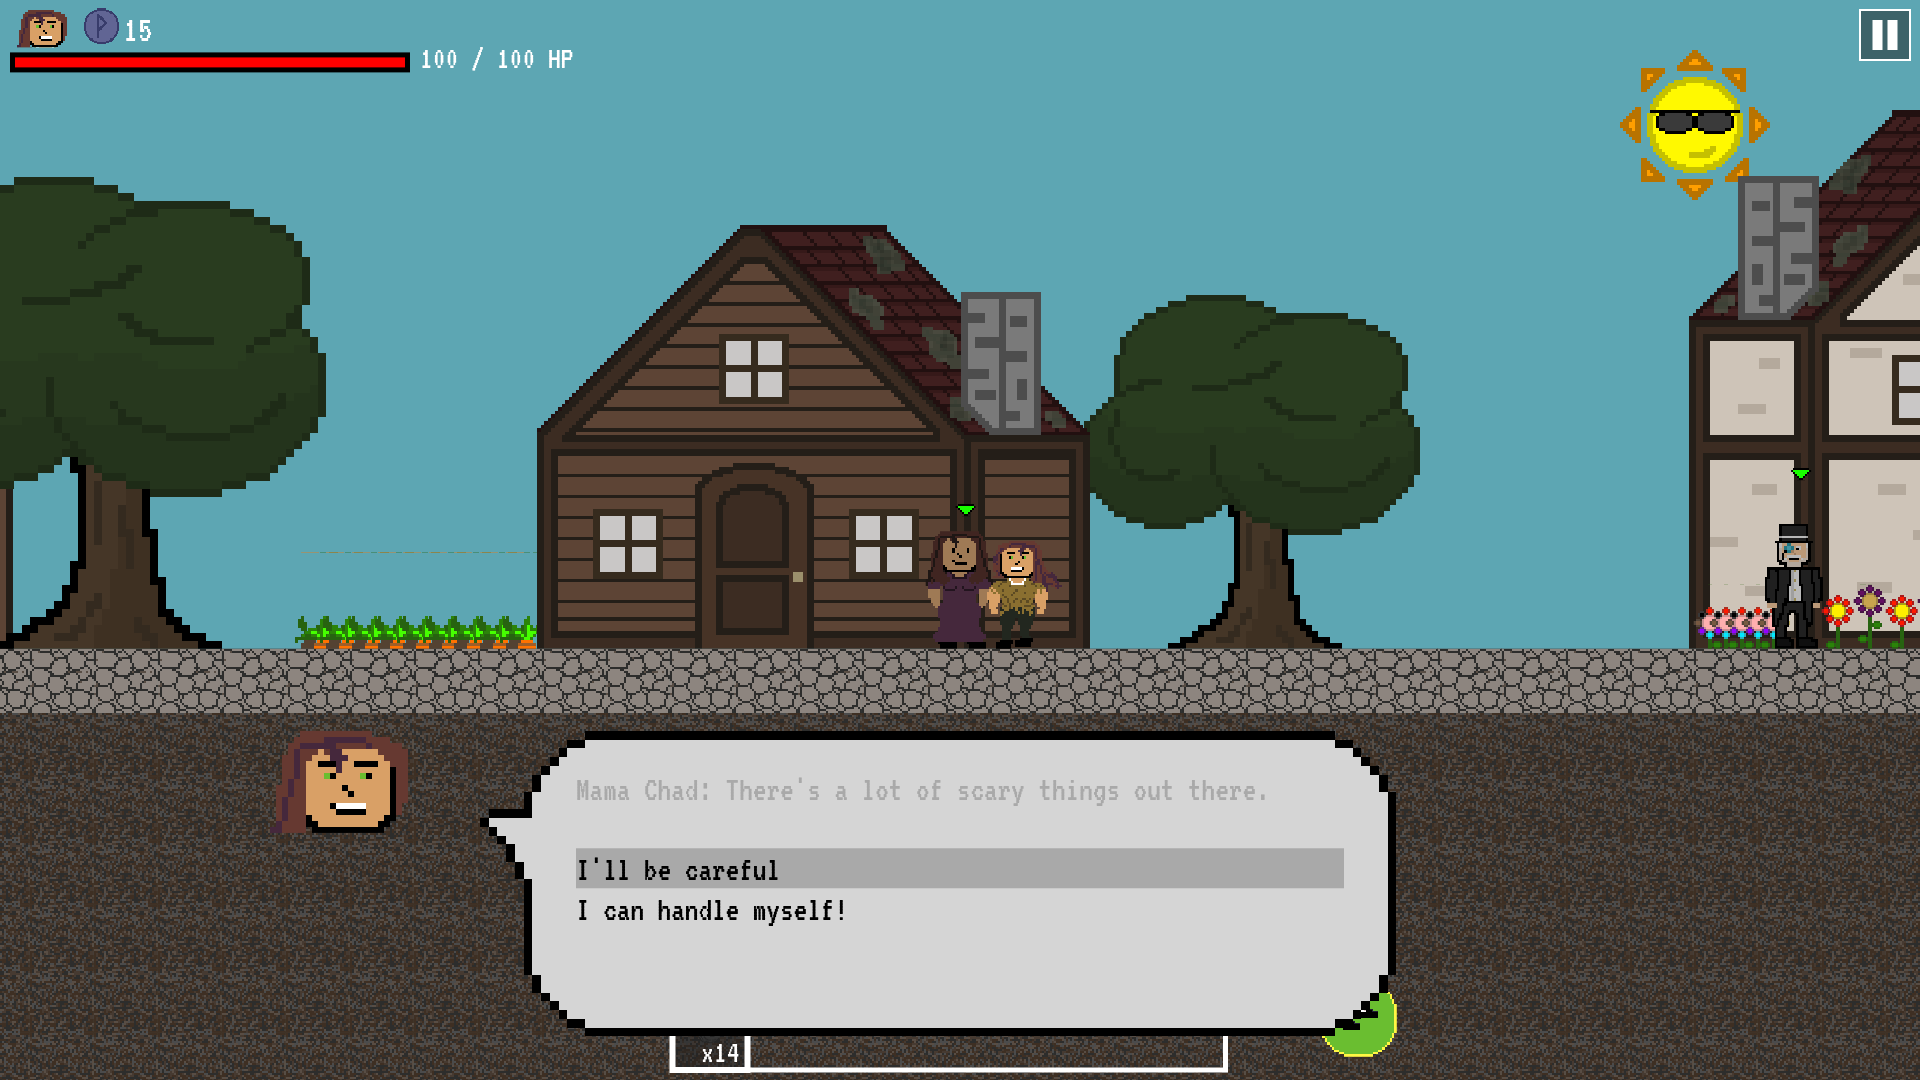 15
100 / 100 HP
Mama Chad: There's a lot of scary things out there.
I'll be careful
I can handle myself!
x14